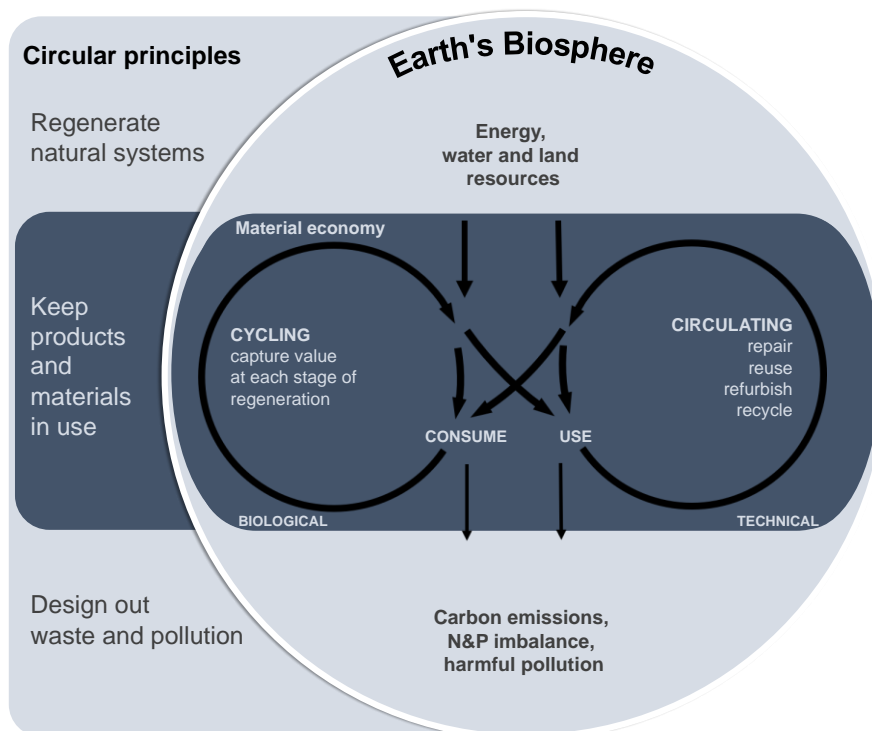 Circular principles
Earth's Biosphere
Regenerate
natural systems
Energy,
water and land
resources
Material economy
Keep
products
and
materials
in use
CYCLING
capture value
at each stage of
regeneration
CIRCULATING
repair
reuse
refurbish
recycle
CONSUME
USE
BIOLOGICAL
TECHNICAL
Design out
waste and pollution
Carbon emissions,
N&P imbalance,
harmful pollution